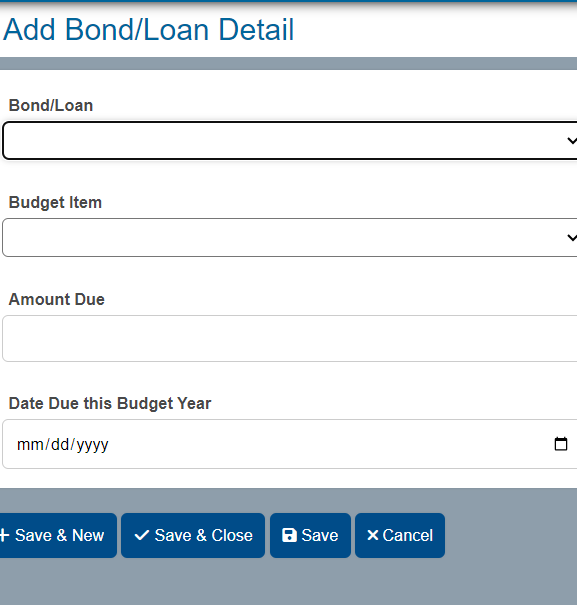 Add Bond/Loan Detail
Bond/Loan
Budget Item
Amount Due
Date Due this Budget Year
mm/dd/yyyy
Save & New Save & Close Save Cancel